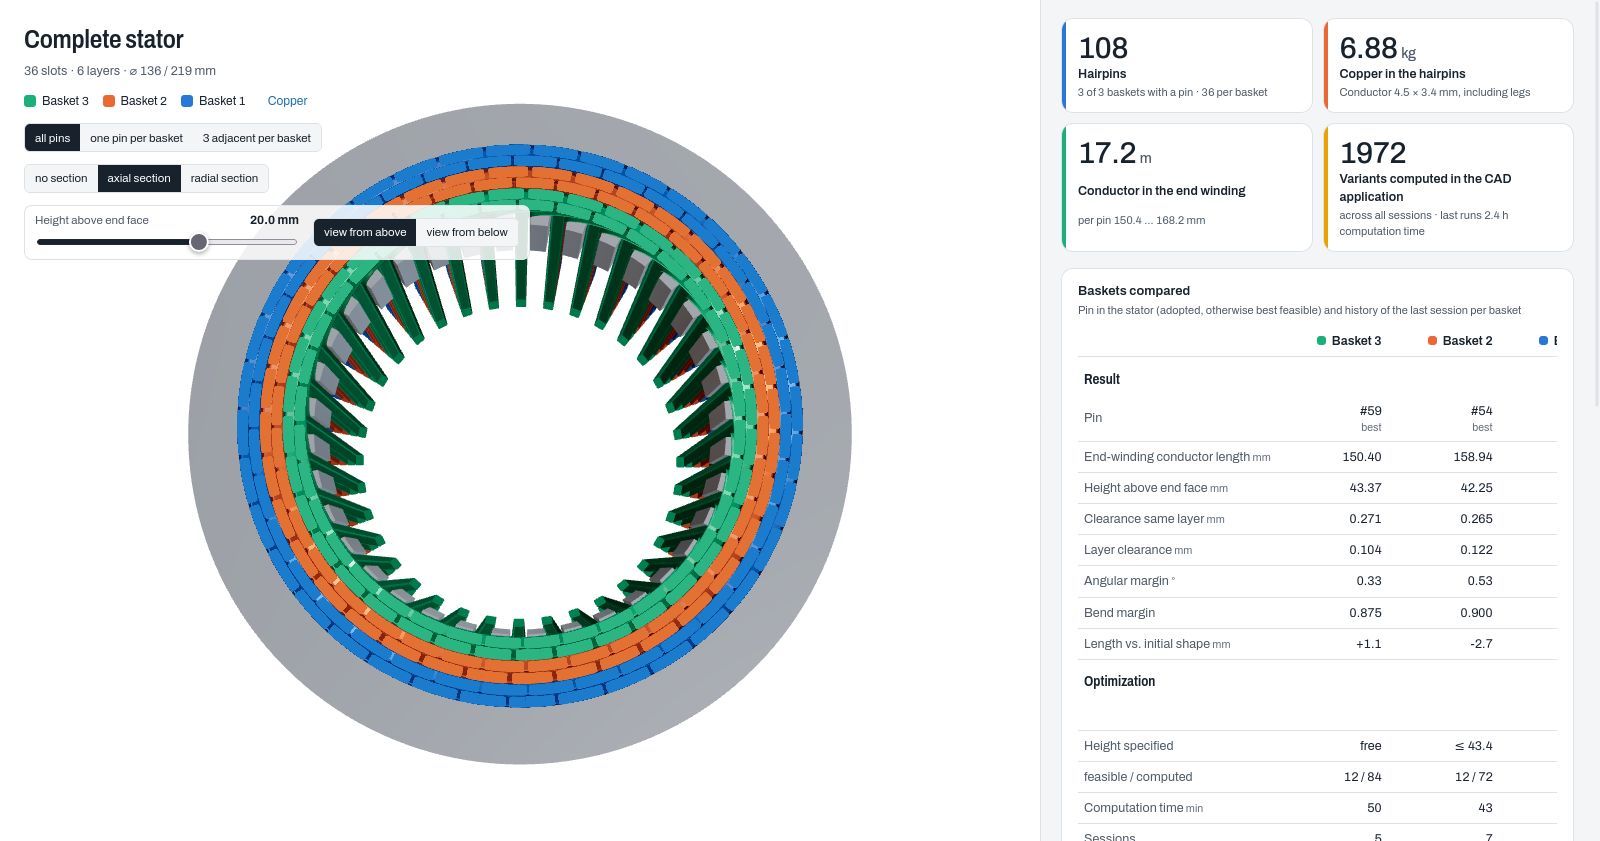 Complete stator
36 slots · 6 layers · ⌀ 136 / 219 mm
Basket 3 Basket 2 Basket 1 Copper
all pins one pin per basket 3 adjacent per basket
no section axial section radial section
Height above end face 20.0 mm view from above view from below
108
Hairpins
3 of 3 baskets with a pin · 36 per basket
6.88 kg
Copper in the hairpins
Conductor 4.5 × 3.4 mm, including legs
17.2 m
Conductor in the end winding
per pin 150.4 … 168.2 mm
1972
Variants computed in the CAD
application
across all sessions · last runs 2.4 h
computation time
Baskets compared
Pin in the stator (adopted, otherwise best feasible) and history of the last session per basket
Basket 3 Basket 2
Result
Pin #59 #54
best best
End-winding conductor length mm 150.40 158.94
Height above end face mm 43.37 42.25
Clearance same layer mm 0.271 0.265
Layer clearance mm 0.104 0.122
Angular margin ° 0.33 0.53
Bend margin 0.875 0.900
Length vs. initial shape mm +1.1 -2.7
Optimization
Height specified free ≤ 43.4
feasible / computed 12 / 84 12 / 72
Computation time min 50 43
Sessions 5 7